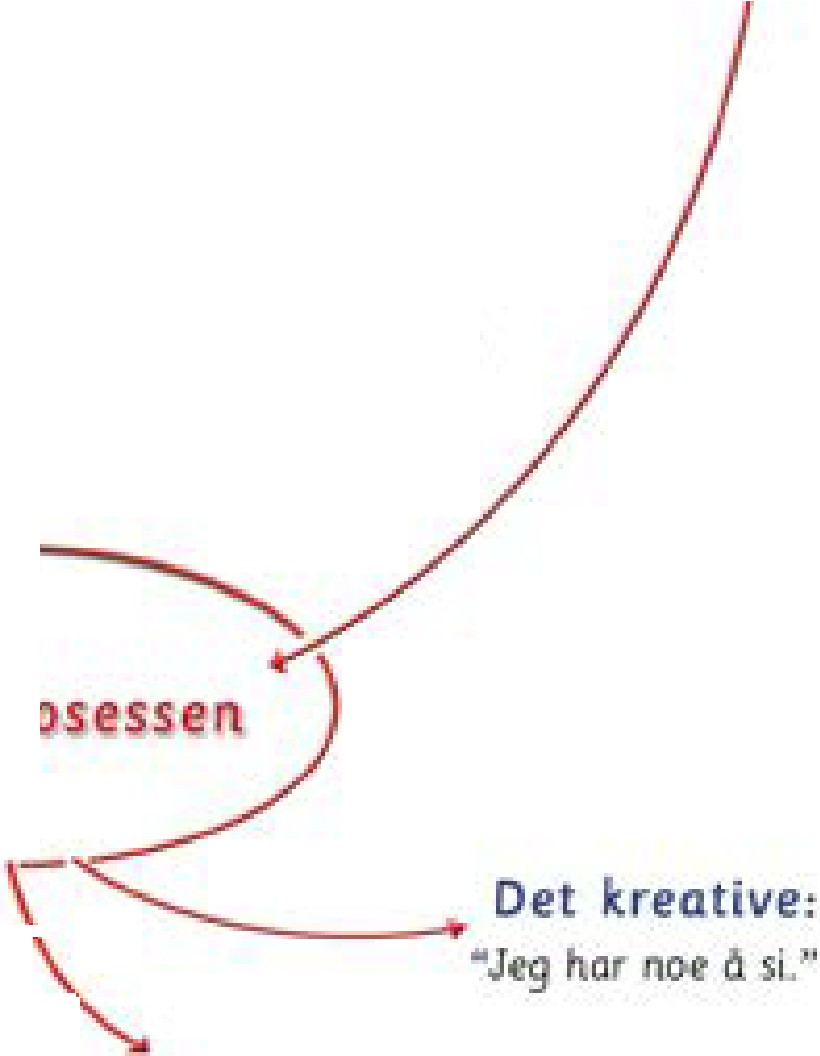 osessen
Det kreative:
“Jeg har noe å si.”